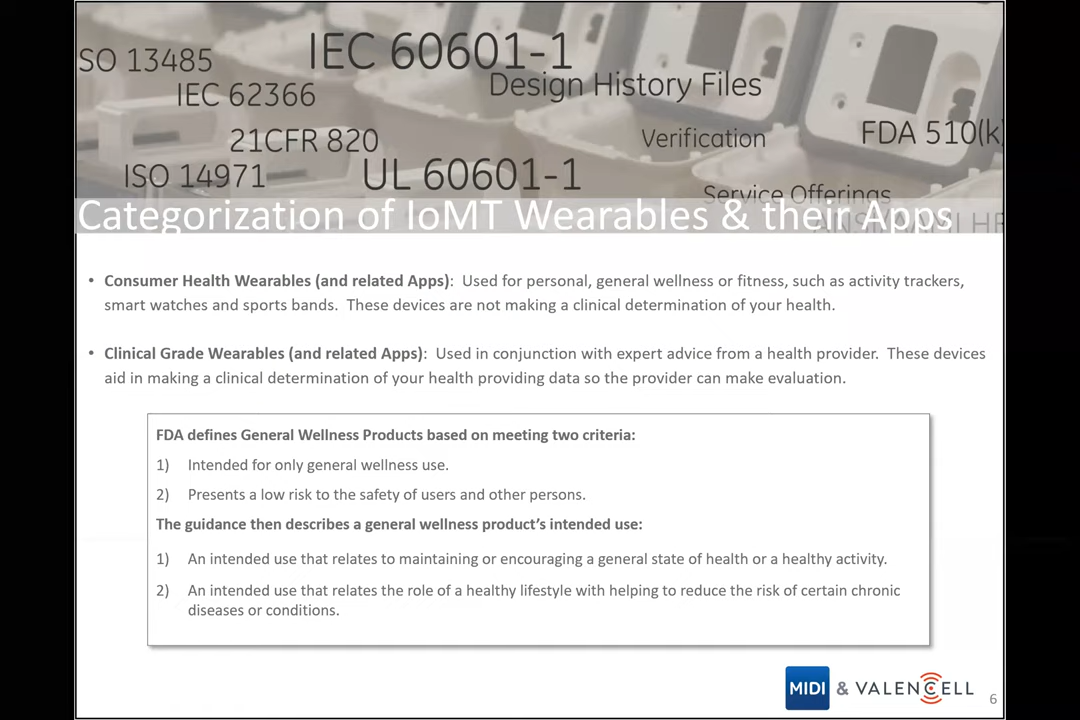 SO 13485
IEC 60601-1
IEC 62366
Design History Files
21CFR 820
Verification
FDA 510(k)
ISO 14971
UL 60601-1
Service Offerings
Categorization of IoMT Wearables & their Apps
• Consumer Health Wearables (and related Apps): Used for personal, general wellness or fitness, such as activity trackers,
smart watches and sports bands. These devices are not making a clinical determination of your health.
• Clinical Grade Wearables (and related Apps): Used in conjunction with expert advice from a health provider. These devices
aid in making a clinical determination of your health providing data so the provider can make evaluation.
FDA defines General Wellness Products based on meeting two criteria:
1) Intended for only general wellness use.
2) Presents a low risk to the safety of users and other persons.
The guidance then describes a general wellness product's intended use:
1) An intended use that relates to maintaining or encouraging a general state of health or a healthy activity.
2) An intended use that relates the role of a healthy lifestyle with helping to reduce the risk of certain chronic
diseases or conditions.
MIDI & VALENCELL
6